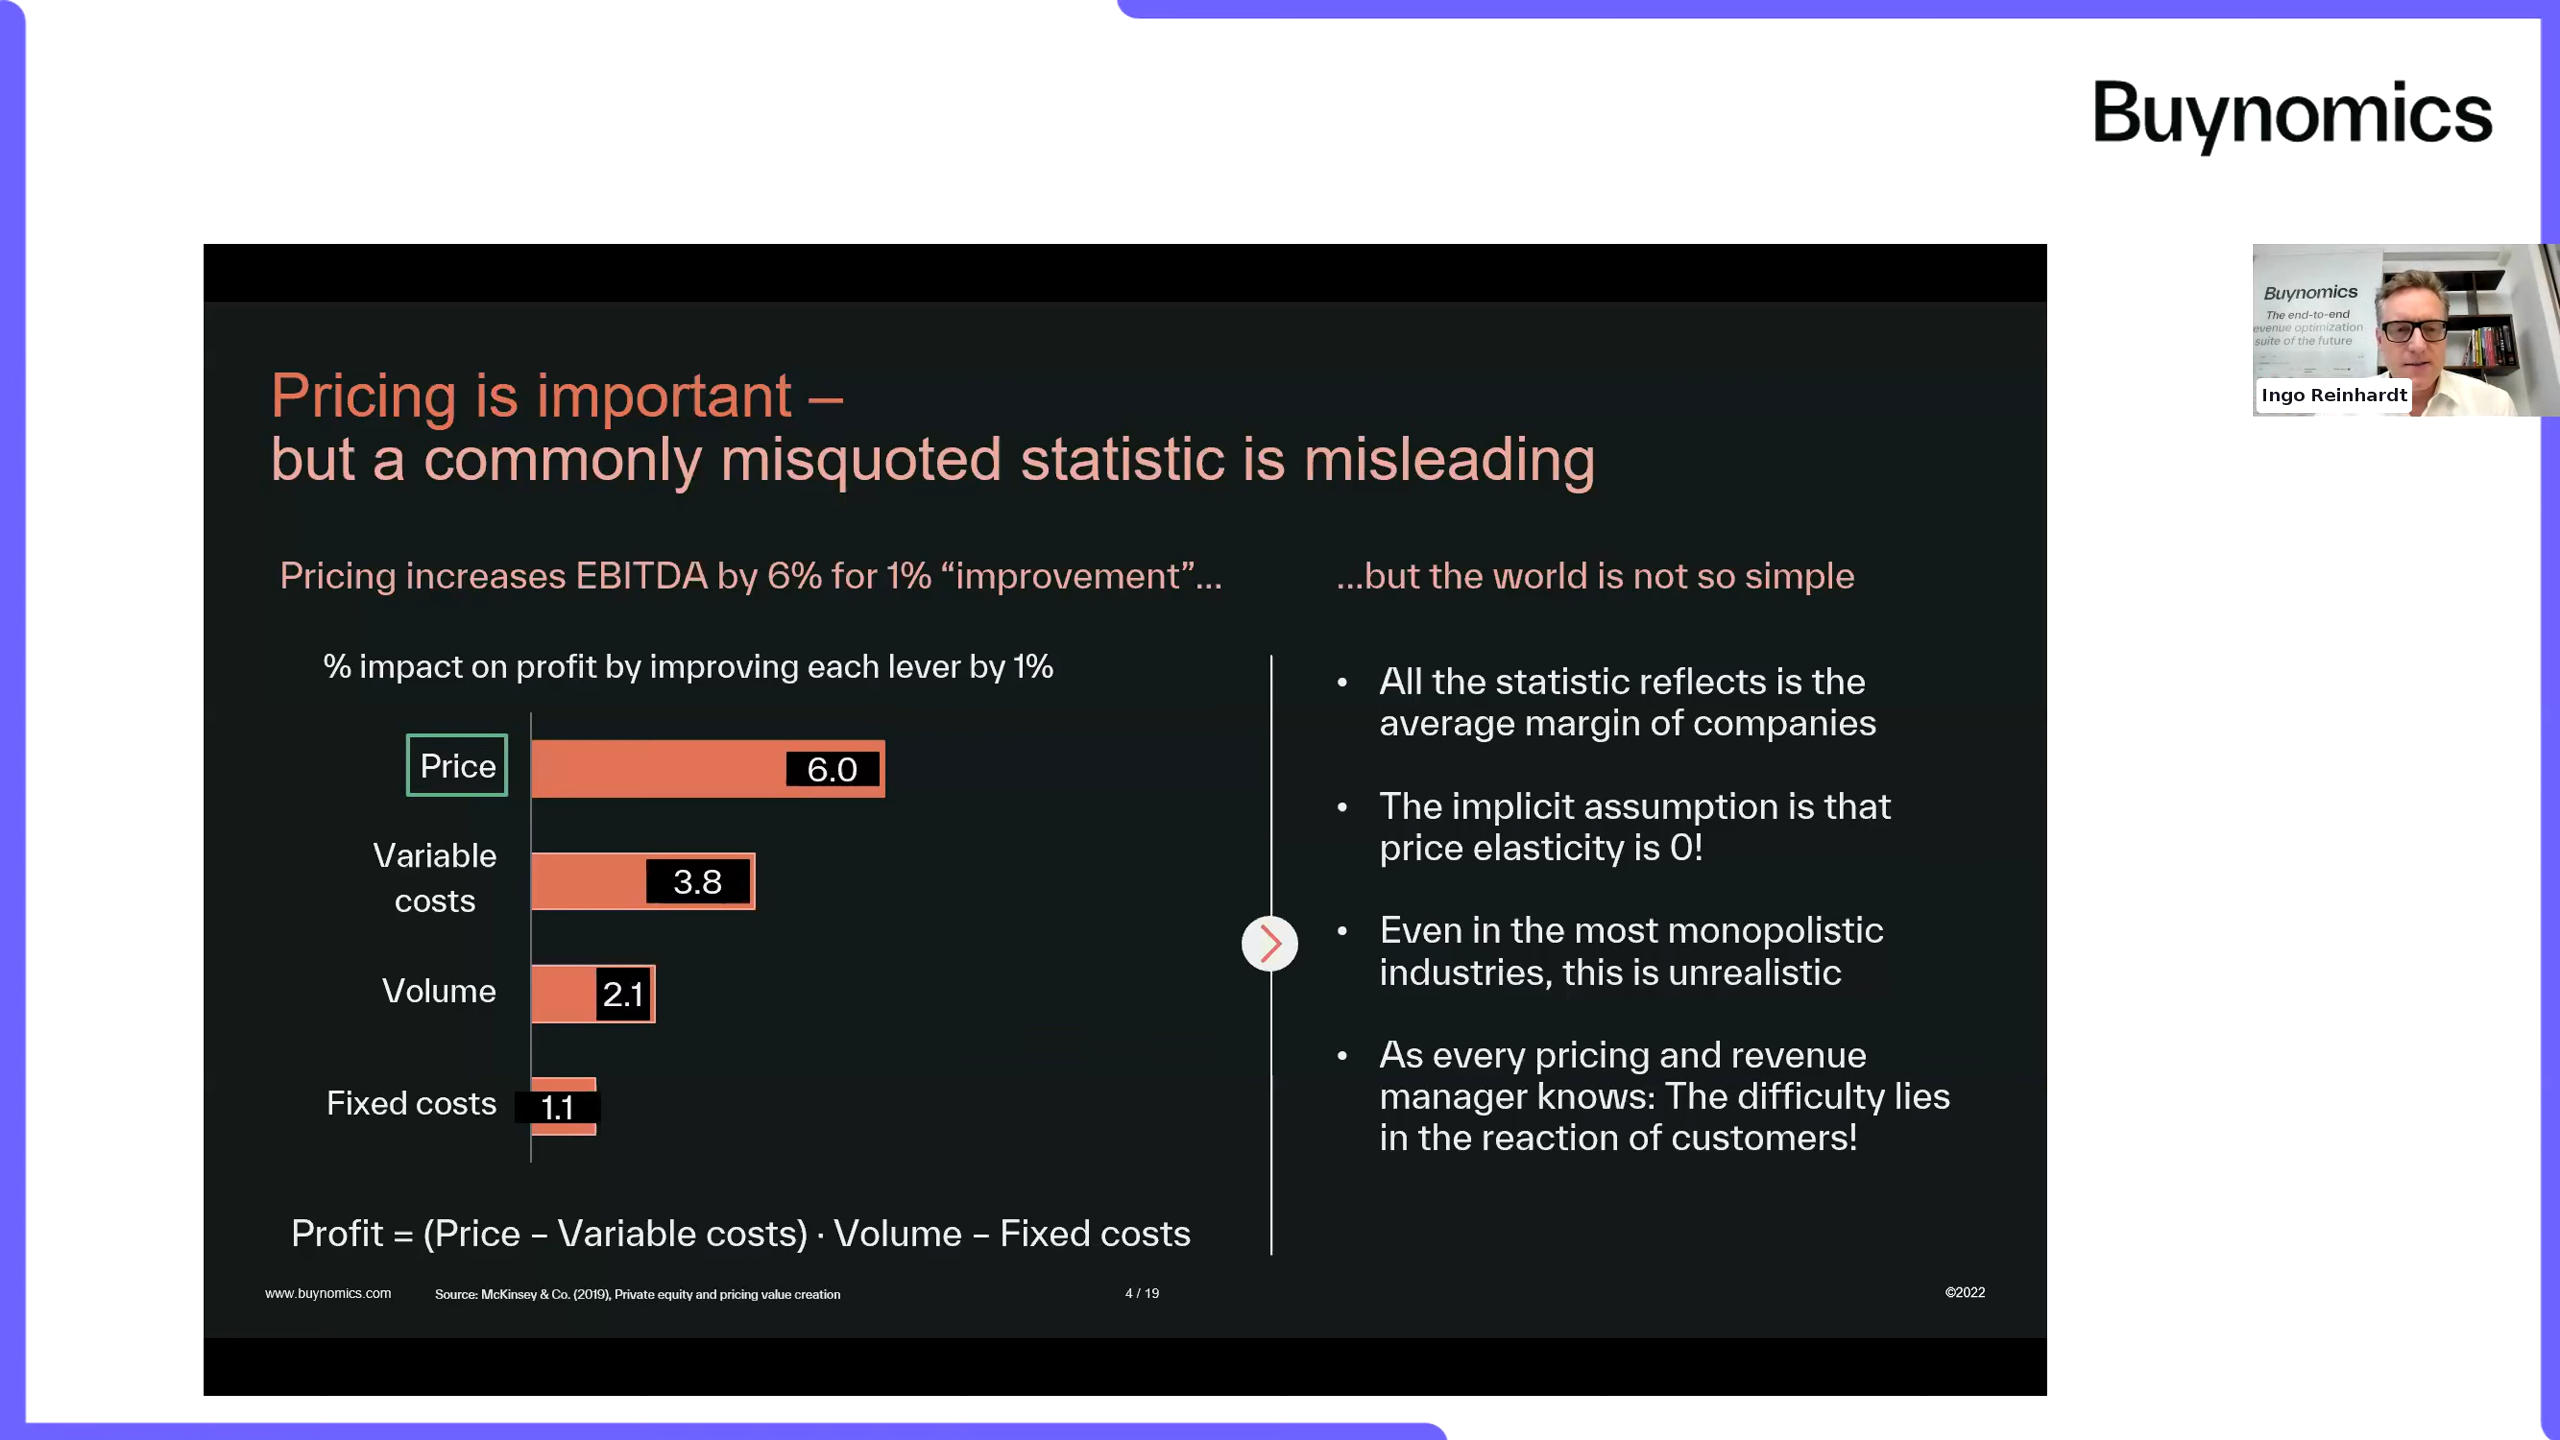 Buynomics
Buynomics
The end-to-end
evenue optimization
suite of the future
Ingo Reinhardt
Pricing is important –
but a commonly misquoted statistic is misleading
Pricing increases EBITDA by 6% for 1% “improvement”...
% impact on profit by improving each lever by 1%
Price
6.0
Variable
costs
3.8
Volume
2.1
Fixed costs
1.1
Profit = (Price – Variable costs) · Volume – Fixed costs
...but the world is not so simple
• All the statistic reflects is the
average margin of companies
• The implicit assumption is that
price elasticity is 0!
• Even in the most monopolistic
industries, this is unrealistic
• As every pricing and revenue
manager knows: The difficulty lies
in the reaction of customers!
www.buynomics.com
Source: McKinsey & Co. (2019), Private equity and pricing value creation
4 / 19
©2022